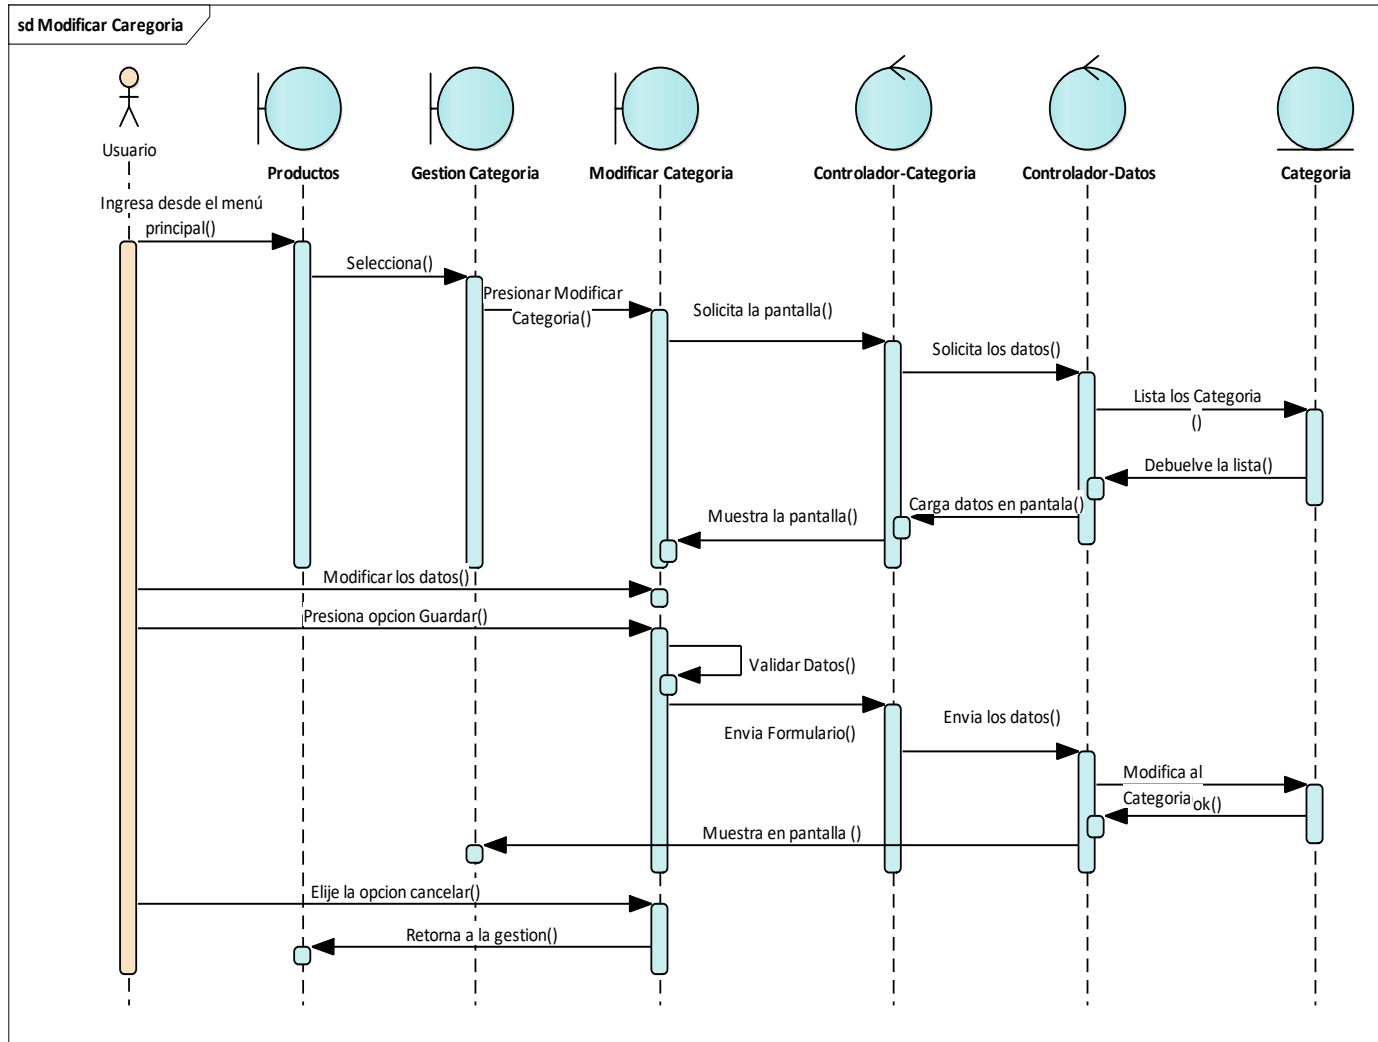 sd Modificar Caregoria
Usuario
Productos
Gestion Categoria
Modificar Categoria
Controlador-Categoria
Controlador-Datos
Categoria
Ingresa desde el menú
principal()
Selecciona()
Presionar Modificar
Categoria()
Solicita la pantalla()
Solicita los datos()
Lista los Categoria
()
Debuelve la lista()
Carga datos en pantala()
Muestra la pantalla()
Modificar los datos()
Presiona opcion Guardar()
Validar Datos()
Envia Formulario()
Envia los datos()
Modifica al
Categoria
ok()
Muestra en pantalla ()
Elije la opcion cancelar()
Retorna a la gestion()